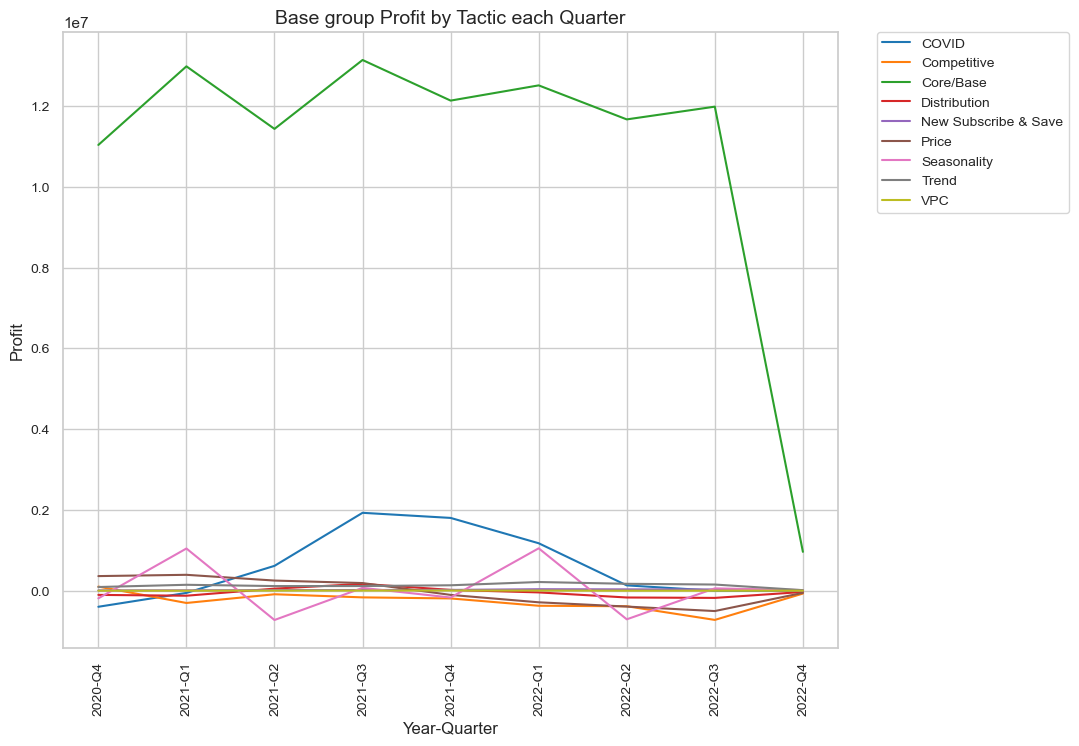 Base group Profit by Tactic each Quarter
1e7
1.2
1.0
0.8
0.6
0.4
0.2
0.0
Profit
2020-Q4
2021-Q1
2021-Q2
2021-Q3
2021-Q4
2022-Q1
2022-Q2
2022-Q3
2022-Q4
Year-Quarter
COVID
Competitive
Core/Base
Distribution
New Subscribe & Save
Price
Seasonality
Trend
VPC